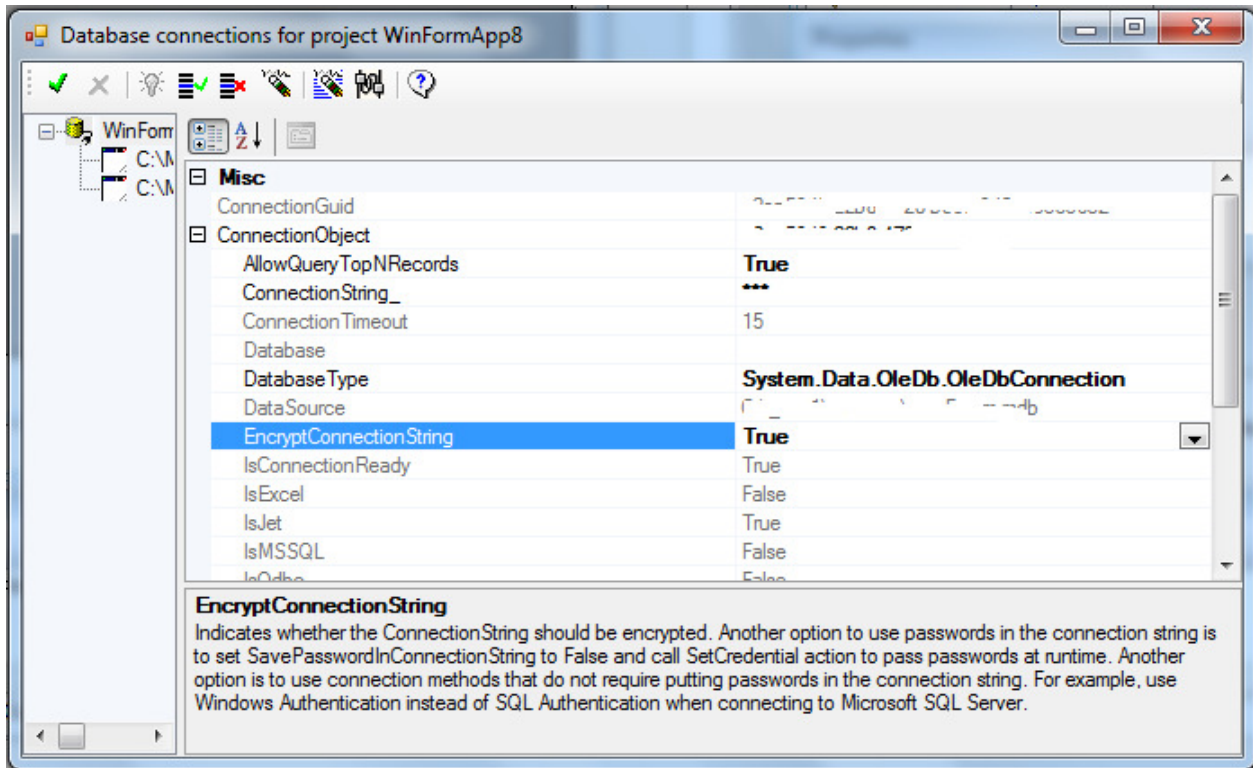 Database connections for project WinFormApp8
WinForm
C:\M
C:\M
Misc
ConnectionGuid
ConnectionObject
AllowQueryTopNRecords True
ConnectionString_ ***
ConnectionTimeout 15
Database
DatabaseType System.Data.OleDb.OleDbConnection
DataSource
EncryptConnectionString True
IsConnectionReady True
IsExcel False
IsJet True
IsMSSQL False
IsOdbc False
EncryptConnectionString
Indicates whether the ConnectionString should be encrypted. Another option to use passwords in the connection string is
to set SavePasswordInConnectionString to False and call SetCredential action to pass passwords at runtime. Another
option is to use connection methods that do not require putting passwords in the connection string. For example, use
Windows Authentication instead of SQL Authentication when connecting to Microsoft SQL Server.